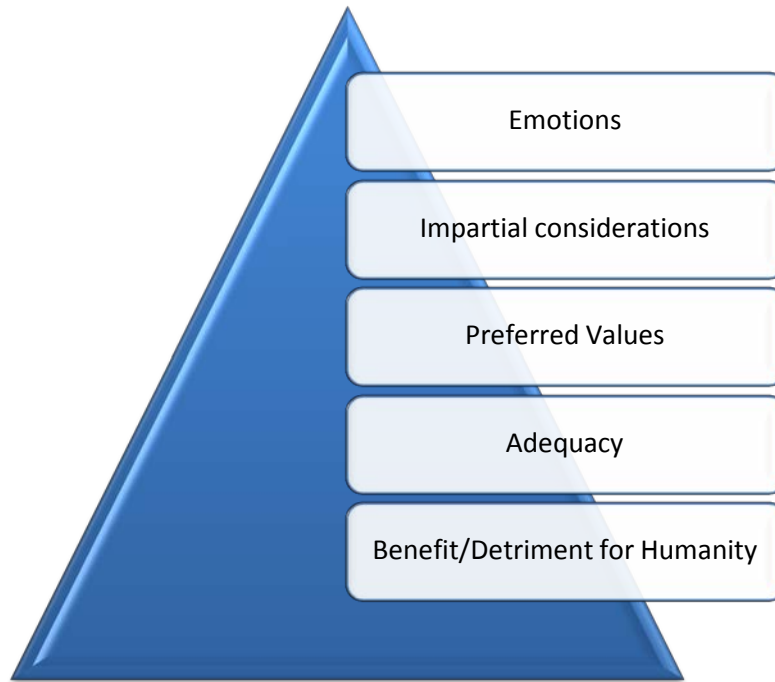 Emotions
Impartial considerations
Preferred Values
Adequacy
Benefit/Detriment for Humanity